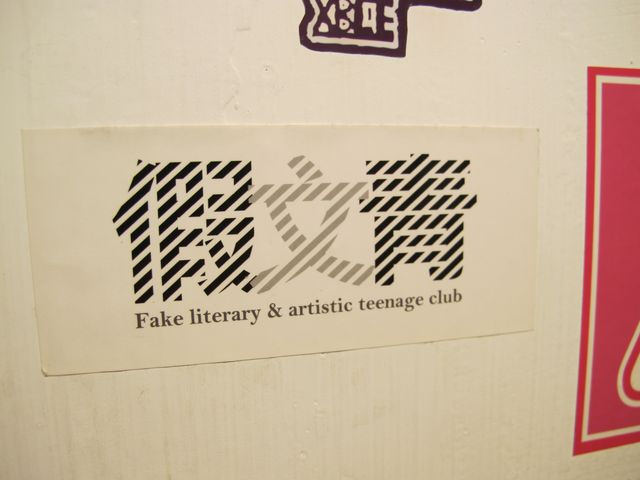 假文青
Fake literary & artistic teenage club